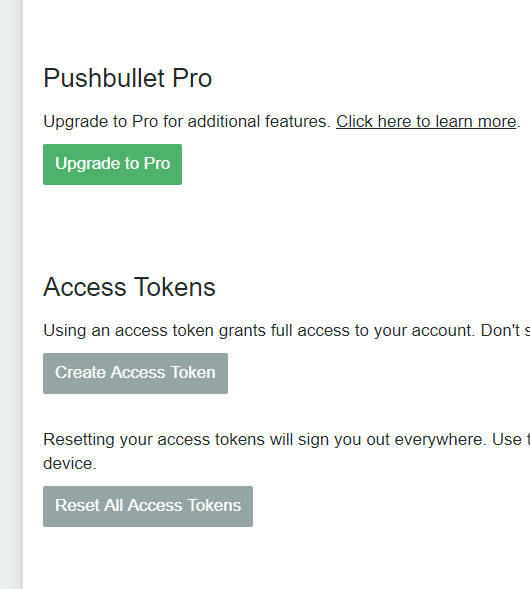 Pushbullet Pro
Upgrade to Pro for additional features. Click here to learn more.
Upgrade to Pro
Access Tokens
Using an access token grants full access to your account. Don't
Create Access Token
Resetting your access tokens will sign you out everywhere. Use
device.
Reset All Access Tokens